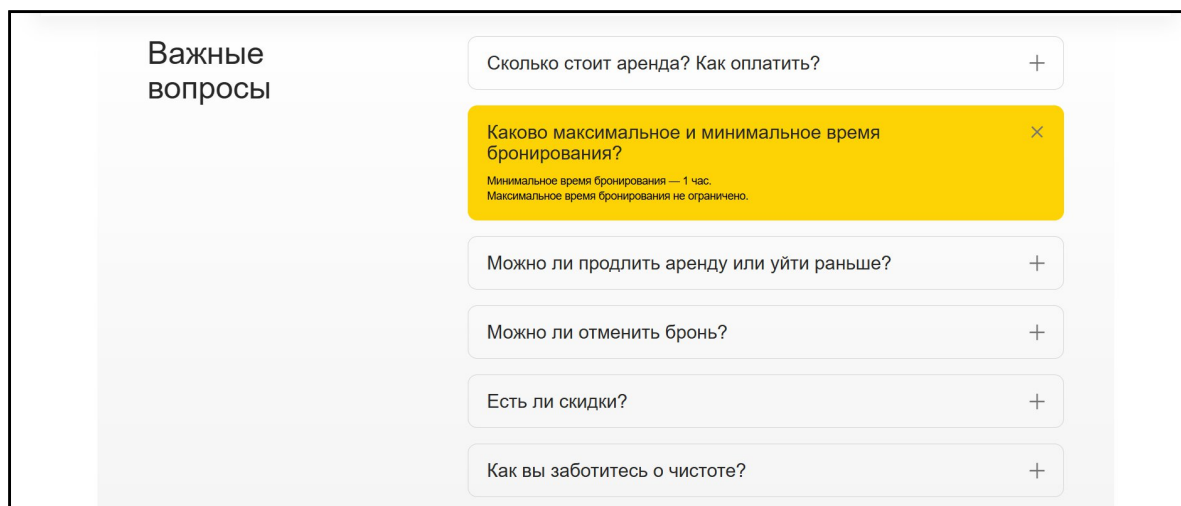 Важные
вопросы
Сколько стоит аренда? Как оплатить?
Каково максимальное и минимальное время
бронирования?
Минимальное время бронирования — 1 час.
Максимальное время бронирования не ограничено.
Можно ли продлить аренду или уйти раньше?
Можно ли отменить бронь?
Есть ли скидки?
Как вы заботитесь о чистоте?